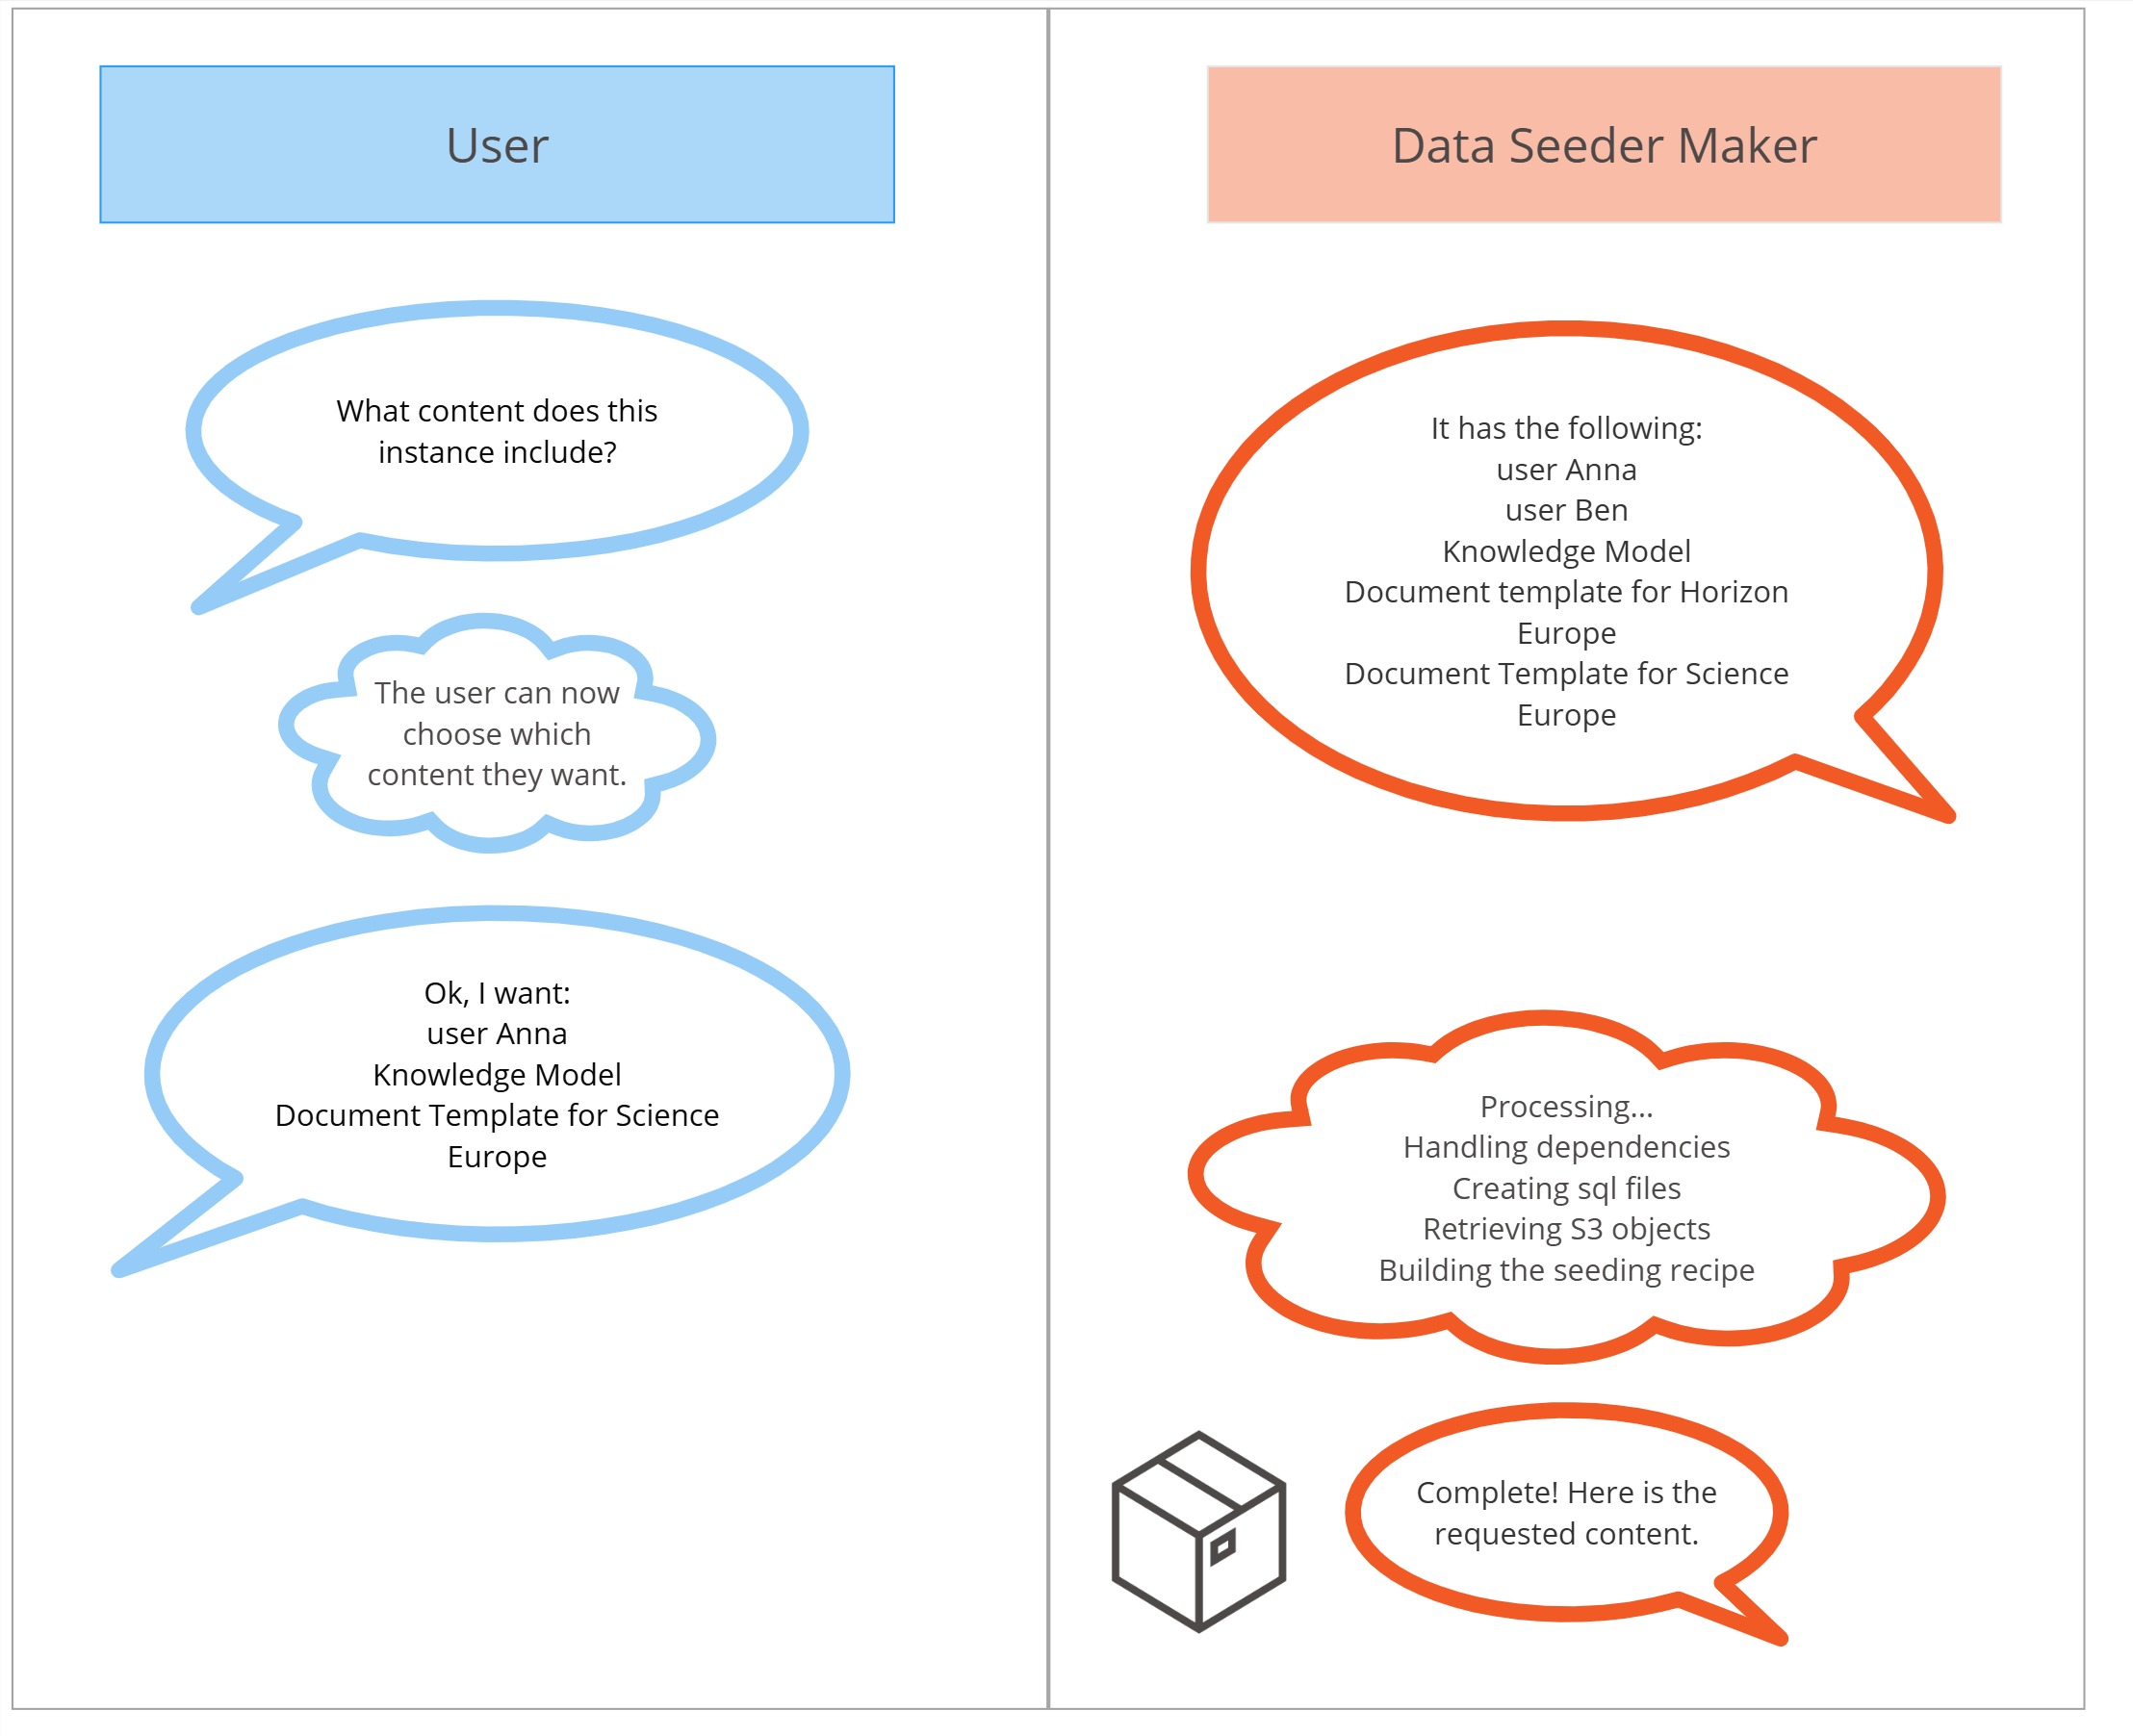 User
Data Seeder Maker
What content does this
instance include?
It has the following:
user Anna
user Ben
Knowledge Model
Document template for Horizon
Europe
Document Template for Science
Europe
The user can now
choose which
content they want.
Ok, I want:
user Anna
Knowledge Model
Document Template for Science
Europe
Processing...
Handling dependencies
Creating sql files
Retrieving S3 objects
Building the seeding recipe
Complete! Here is the
requested content.